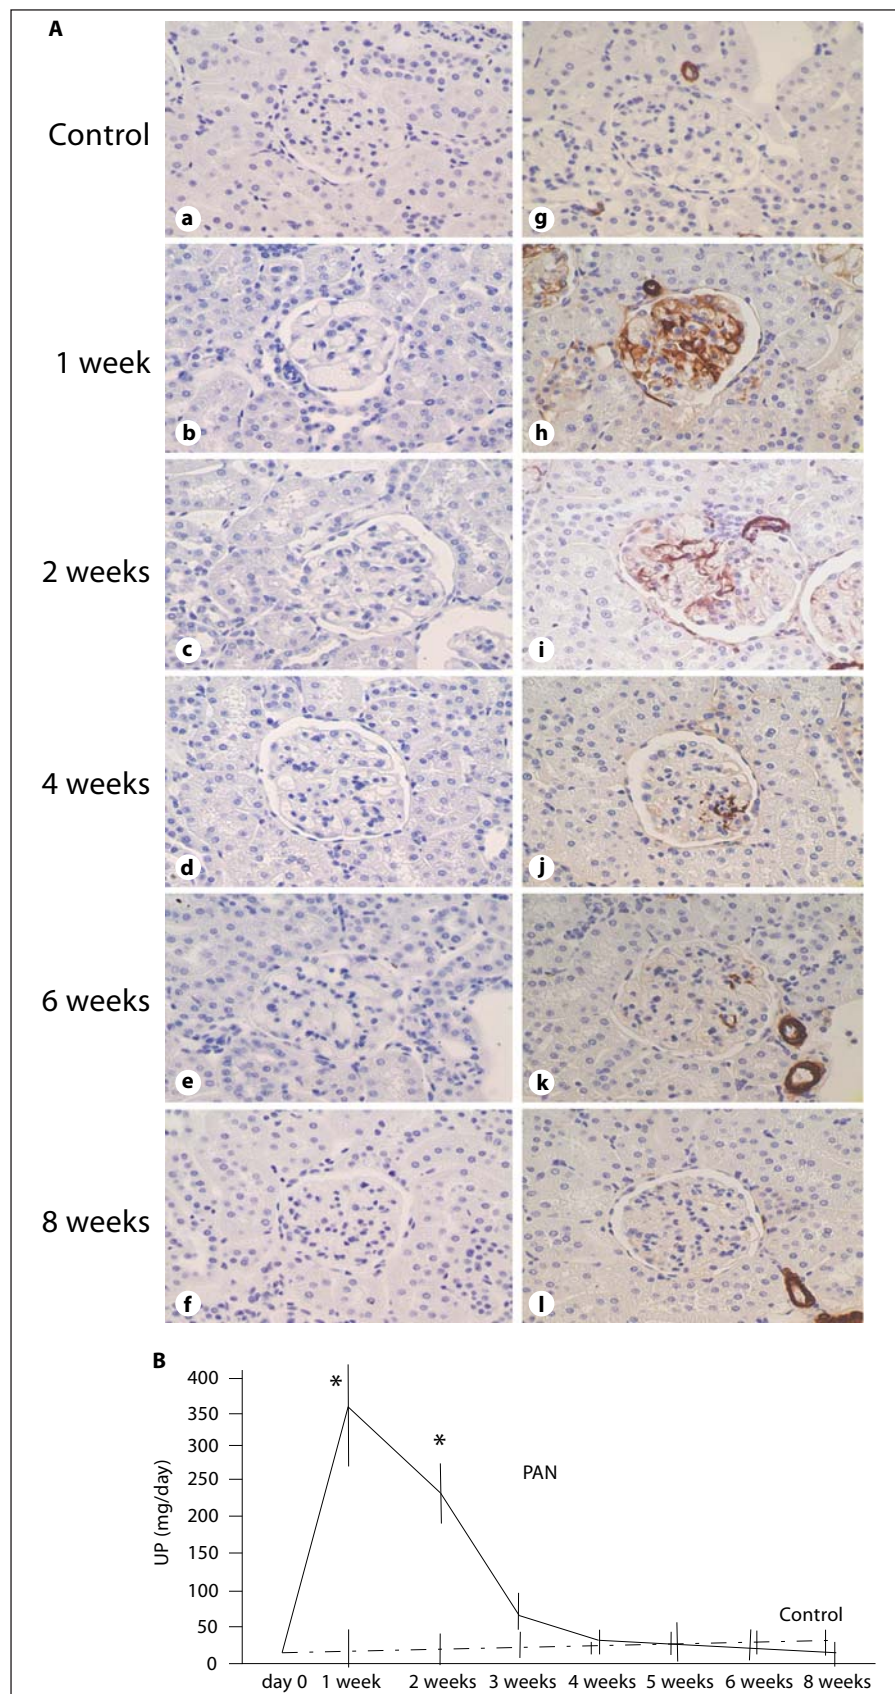 A
Control
a
g
1 week
b
h
2 weeks
c
i
4 weeks
d
j
6 weeks
e
k
8 weeks
f
l
B
400
350
300
250
200
150
100
50
0
UP (mg/day)
*
*
PAN
Control
day 0 1 week 2 weeks 3 weeks 4 weeks 5 weeks 6 weeks 8 weeks